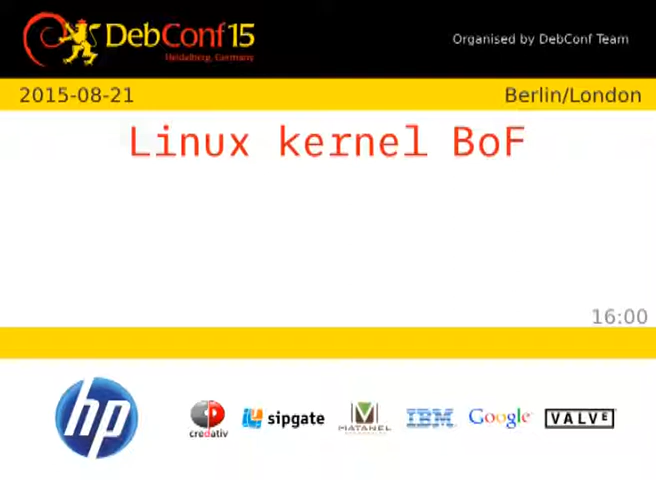 DebConf15
Heidelberg, Germany
Organised by DebConf Team
2015-08-21
Berlin/London
Linux kernel BoF
16:00
hp
credativ
sipgate
MATANEL
IBM
Google
VALVE